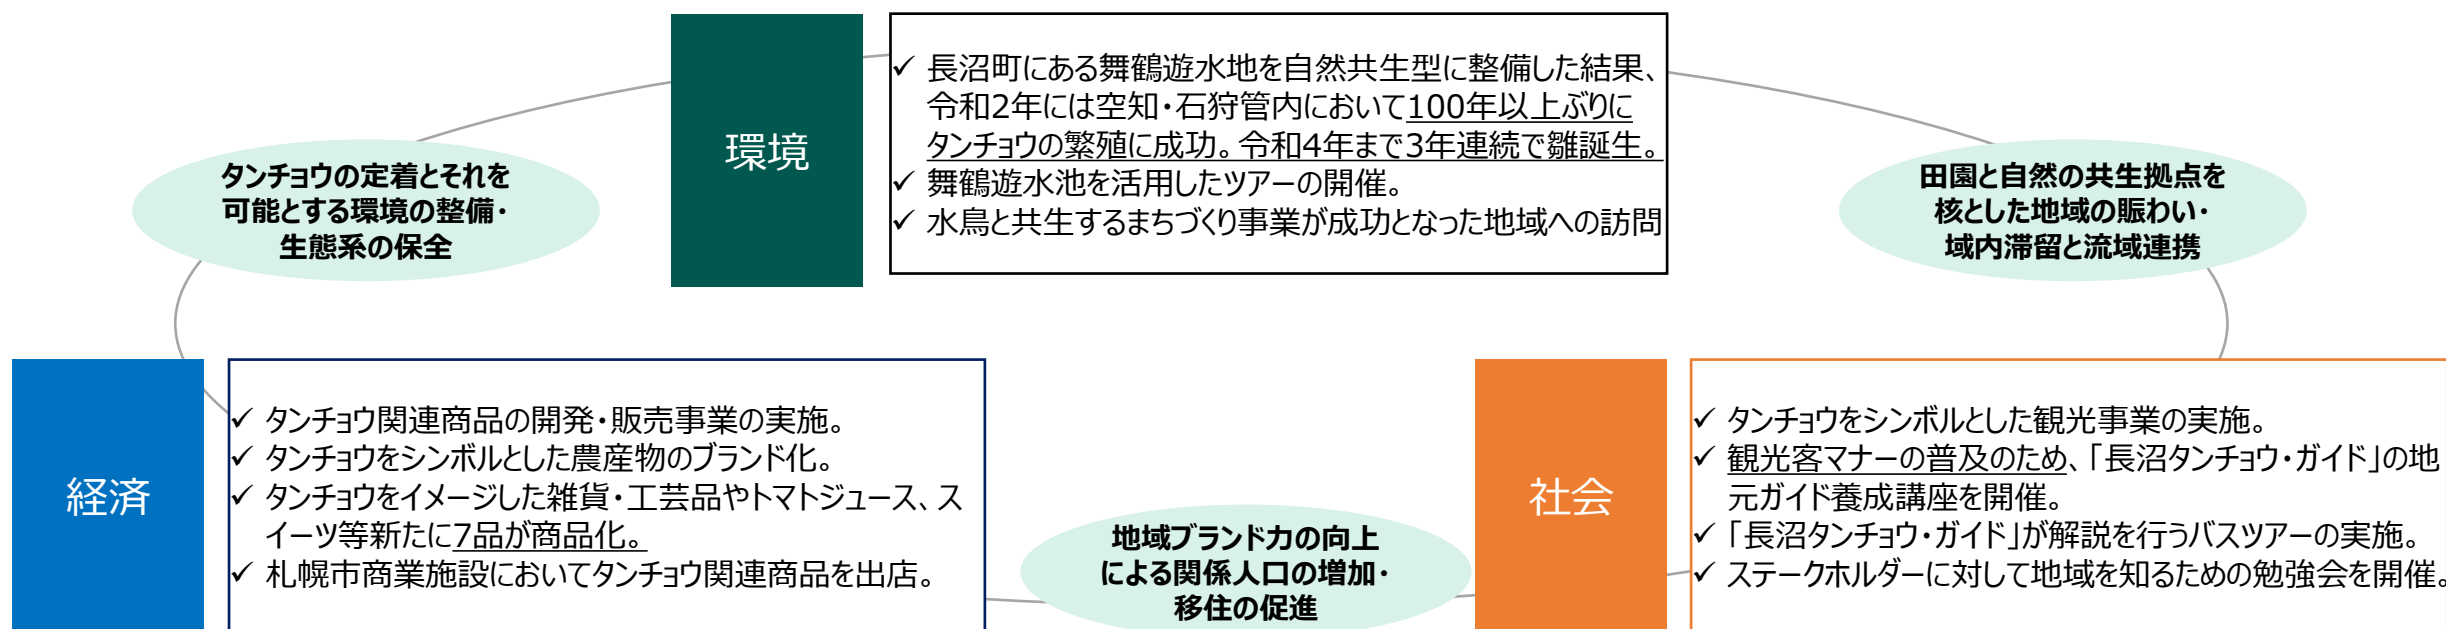 環境
✓ 長沼町にある舞鶴遊水地を自然共生型に整備した結果、
令和2年には空知・石狩管内において100年以上ぶりに
タンチョウの繁殖に成功。令和4年まで3年連続で雛誕生。
✓ 舞鶴遊水池を活用したツアーの開催。
✓ 水鳥と共生するまちづくり事業が成功となった地域への訪問
タンチョウの定着とそれを
可能とする環境の整備・
生態系の保全
田園と自然の共生拠点を
核とした地域の賑わい・
域内滞留と流域連携
経済
✓ タンチョウ関連商品の開発・販売事業の実施。
✓ タンチョウをシンボルとした農産物のブランド化。
✓ タンチョウをイメージした雑貨・工芸品やトマトジュース、ス
イーツ等新たに7品が商品化。
✓ 札幌市商業施設においてタンチョウ関連商品を出店。
地域ブランド力の向上
による関係人口の増加・
移住の促進
社会
✓ タンチョウをシンボルとした観光事業の実施。
✓ 観光客マナーの普及のため、「長沼タンチョウ・ガイド」の地
元ガイド養成講座を開催。
✓ 「長沼タンチョウ・ガイド」が解説を行うバスツアーの実施。
✓ ステークホルダーに対して地域を知るための勉強会を開催。